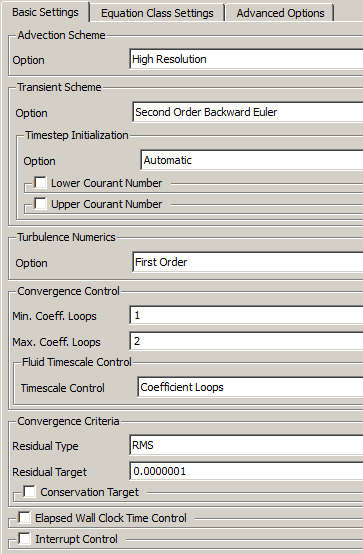 Basic Settings Equation Class Settings Advanced Options
Advection Scheme
Option High Resolution
Transient Scheme
Option Second Order Backward Euler
Timestep Initialization
Option Automatic
Lower Courant Number
Upper Courant Number
Turbulence Numerics
Option First Order
Convergence Control
Min. Coeff. Loops 1
Max. Coeff. Loops 2
Fluid Timescale Control
Timescale Control Coefficient Loops
Convergence Criteria
Residual Type RMS
Residual Target 0.0000001
Conservation Target
Elapsed Wall Clock Time Control
Interrupt Control